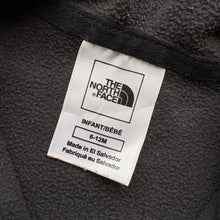 THE
NORTH
FACE
INFANT/BÉBÉ
6-12M
Made in El Salvador
Fabriqué au Salvador